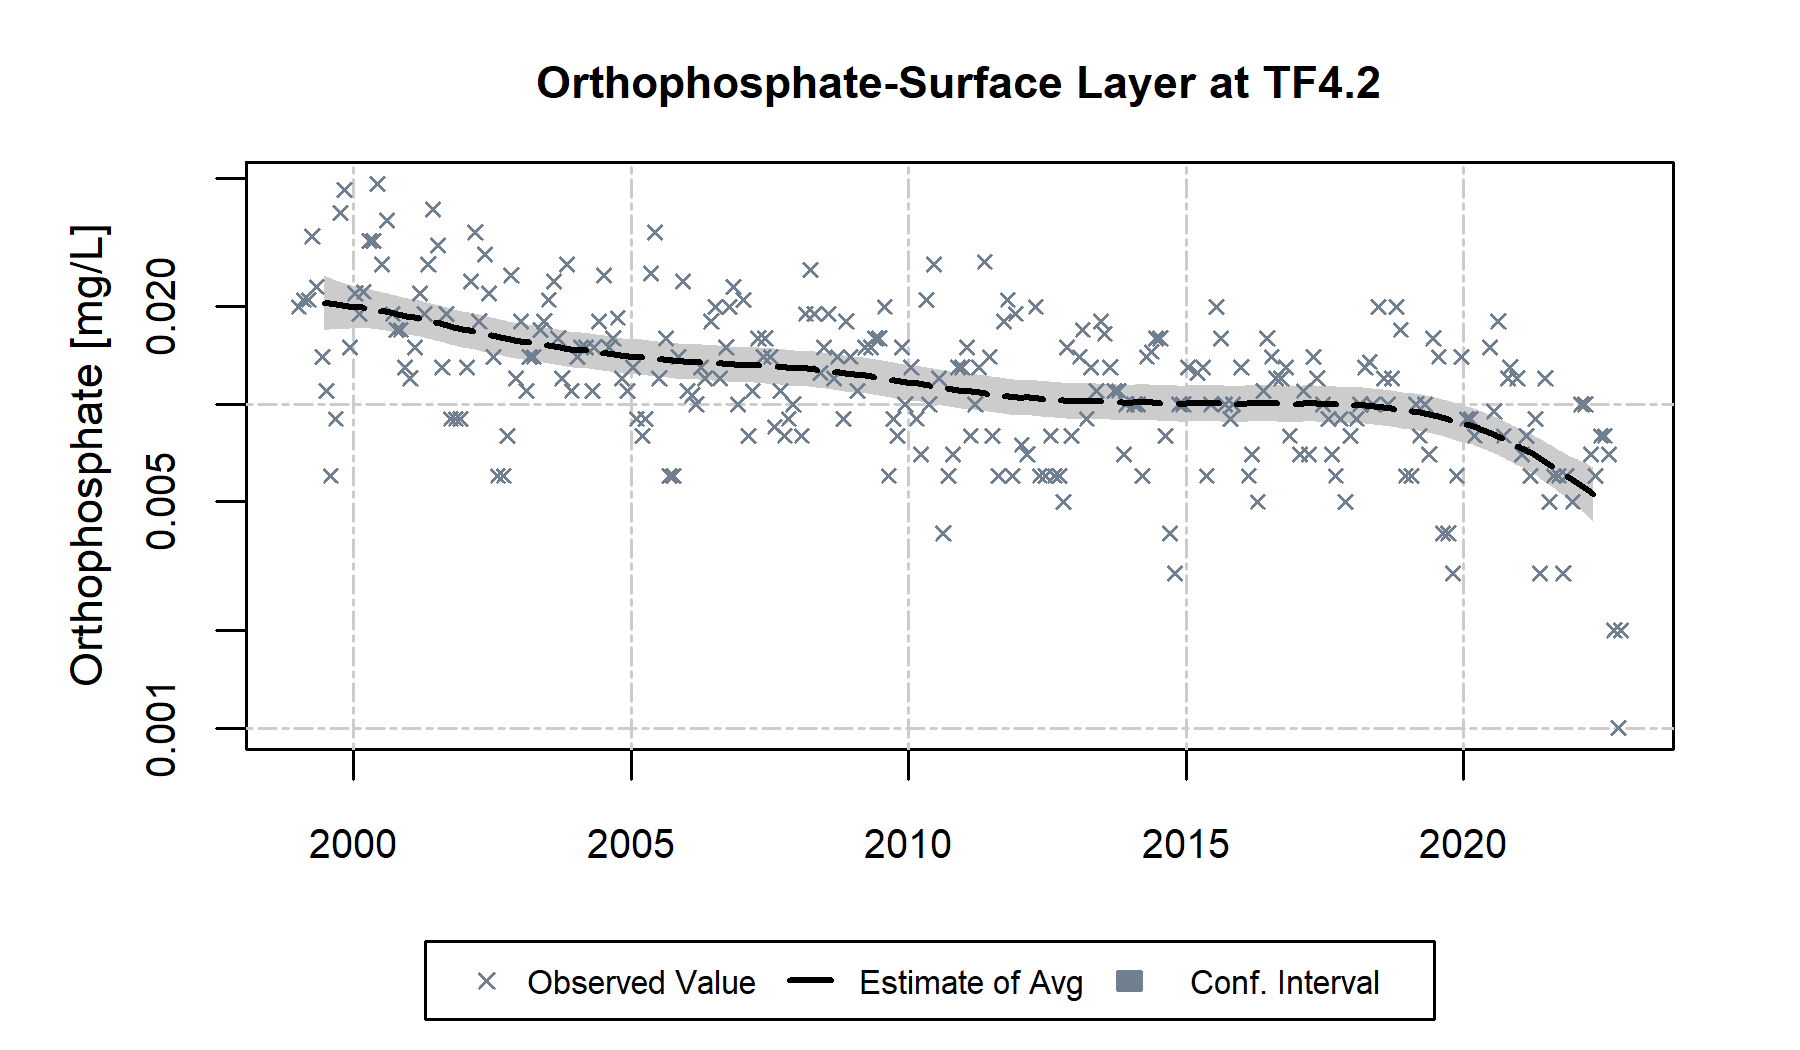 Orthophosphate-Surface Layer at TF4.2
Orthophosphate [mg/L]
0.020
0.005
0.001
2000 2005 2010 2015 2020
Observed Value Estimate of Avg Conf. Interval